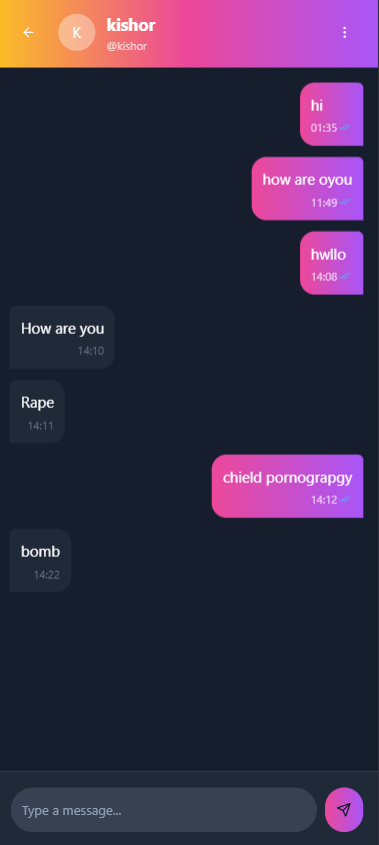 K
kishor
@kishor
hi
01:35
how are oyou
11:49
hwllo
14:08
How are you
14:10
Rape
14:11
chield pornograpgy
14:12
bomb
14:22
Type a message...